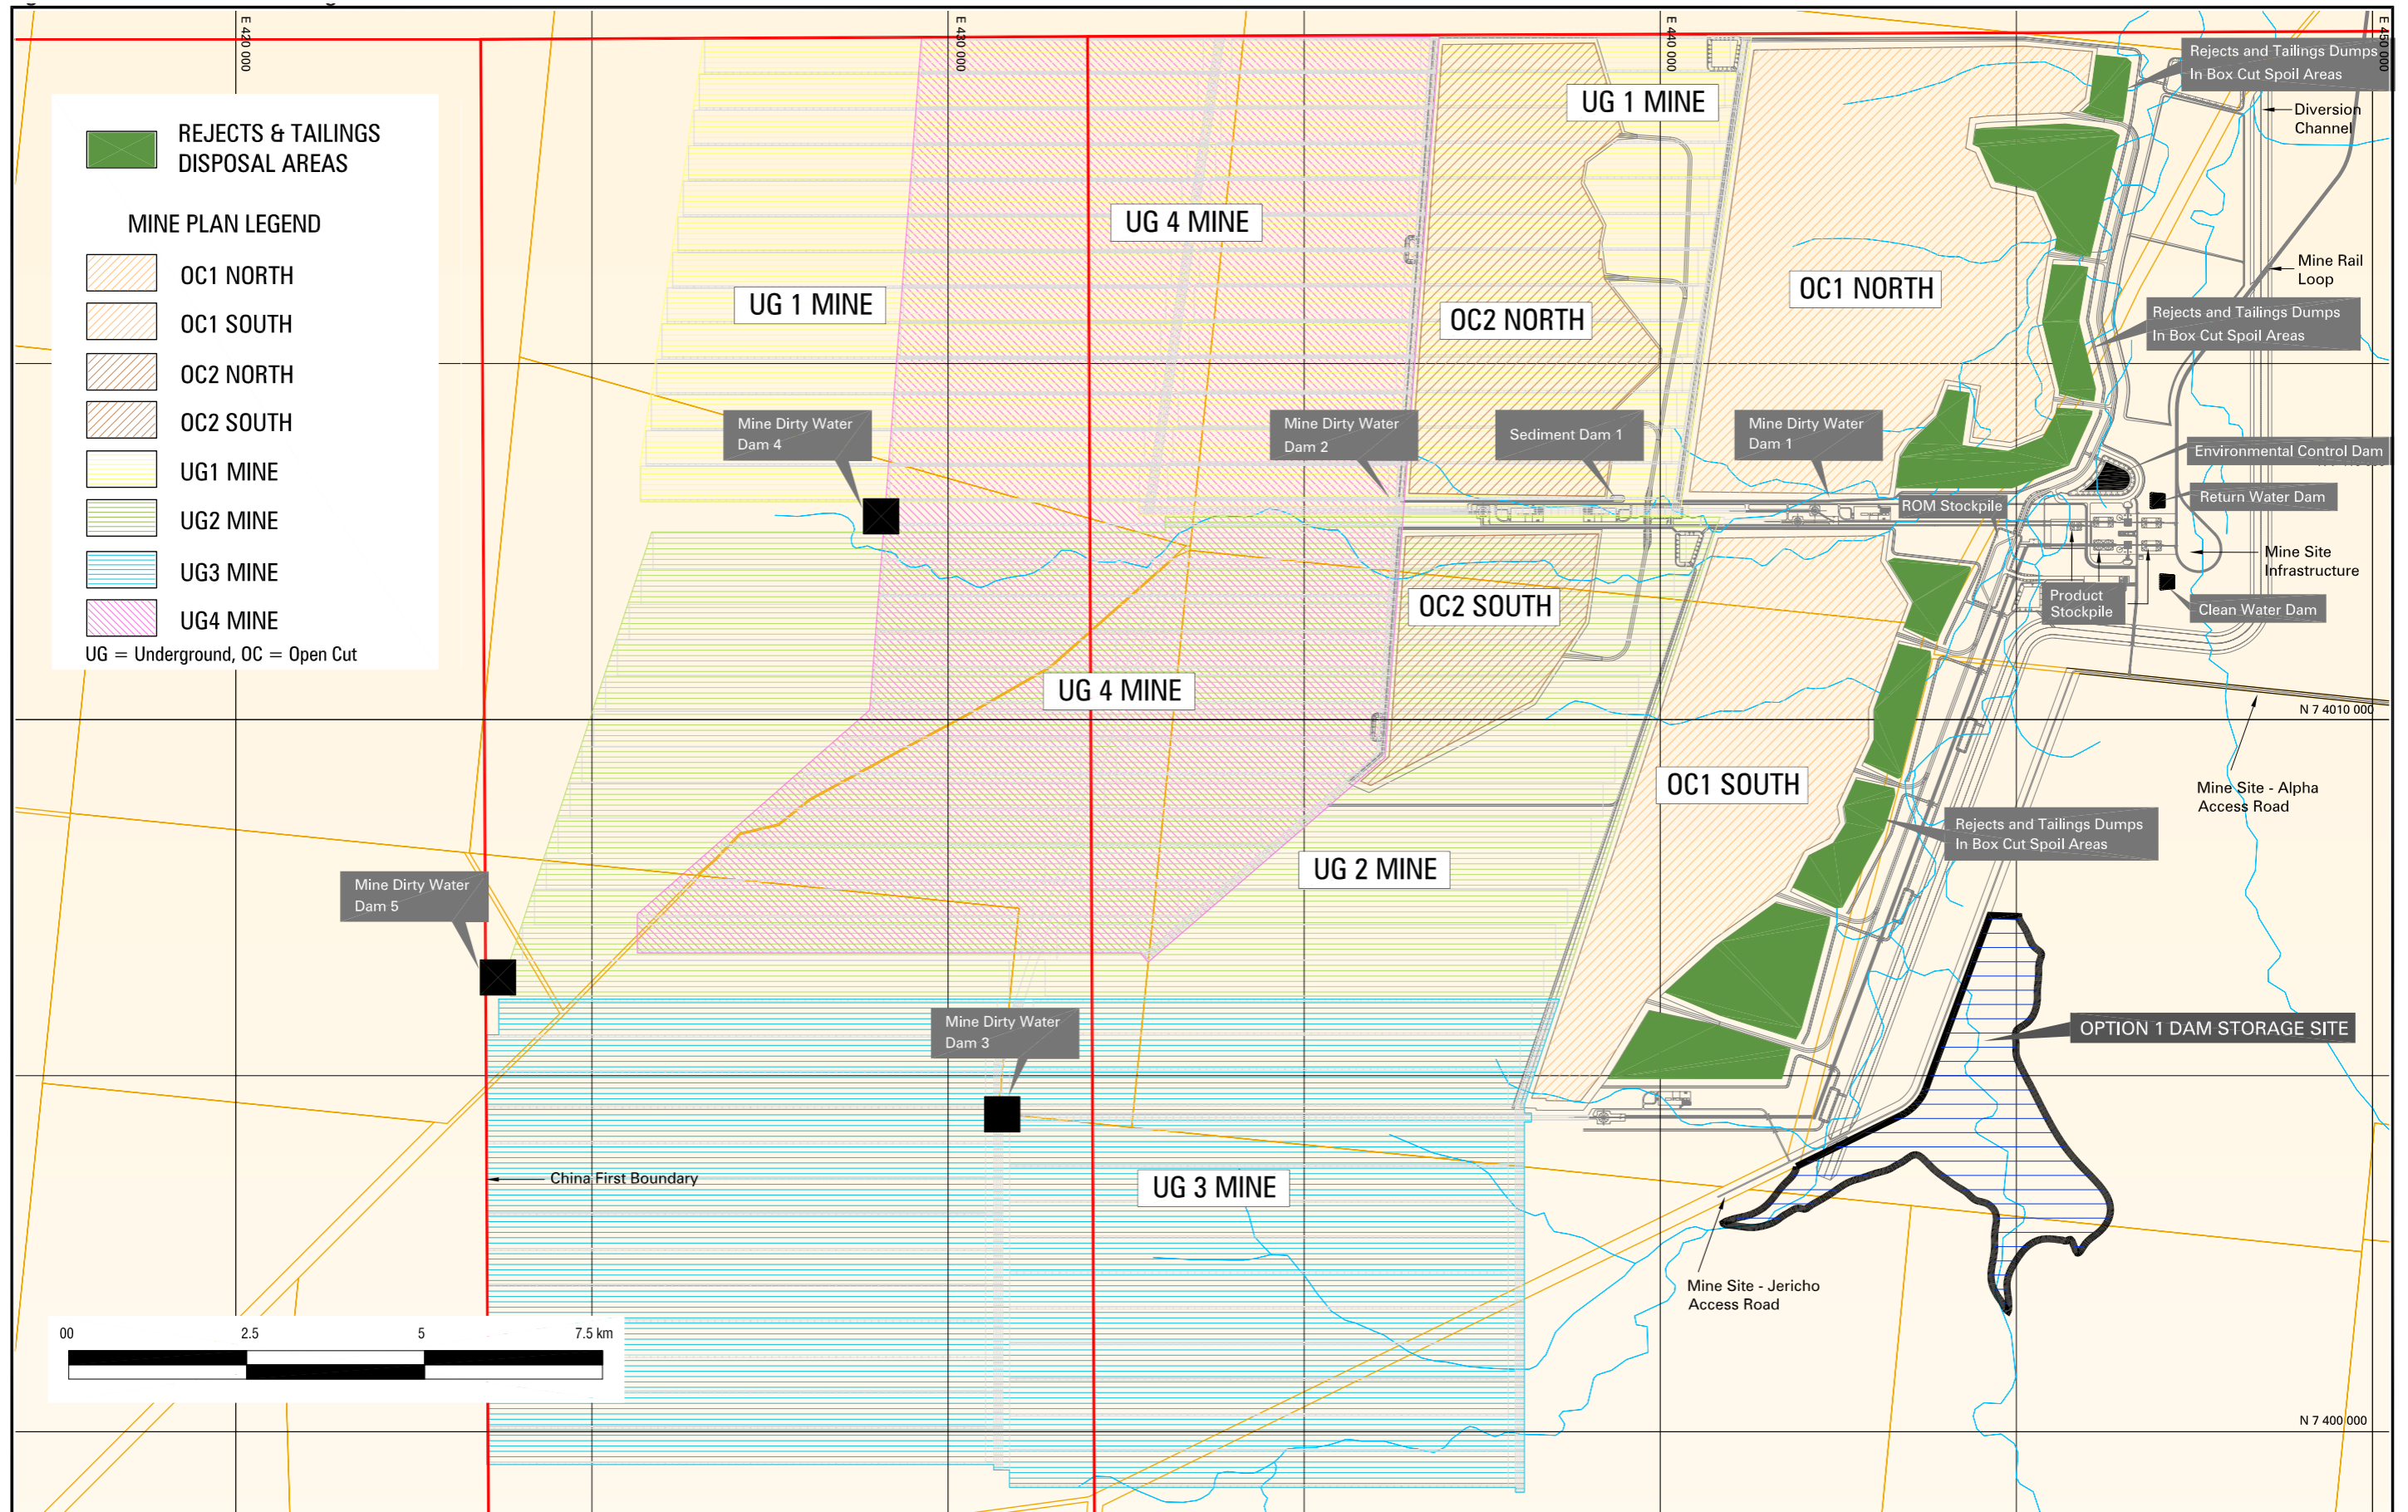 E 420 000
E 430 000
E 440 000
E 450 000
REJECTS & TAILINGS
DISPOSAL AREAS
MINE PLAN LEGEND
OC1 NORTH
OC1 SOUTH
OC2 NORTH
OC2 SOUTH
UG1 MINE
UG2 MINE
UG3 MINE
UG4 MINE
UG = Underground, OC = Open Cut
UG 1 MINE
Rejects and Tailings Dumps
In Box Cut Spoil Areas
Diversion
Channel
UG 4 MINE
Mine Rail
Loop
UG 1 MINE
OC2 NORTH
OC1 NORTH
Rejects and Tailings Dumps
In Box Cut Spoil Areas
Mine Dirty Water
Dam 4
Mine Dirty Water
Dam 2
Sediment Dam 1
Mine Dirty Water
Dam 1
Environmental Control Dam
Return Water Dam
ROM Stockpile
Mine Site
Infrastructure
Product
Stockpile
Clean Water Dam
OC2 SOUTH
UG 4 MINE
N 7 4010 000
OC1 SOUTH
Mine Site - Alpha
Access Road
Rejects and Tailings Dumps
In Box Cut Spoil Areas
UG 2 MINE
Mine Dirty Water
Dam 5
Mine Dirty Water
Dam 3
OPTION 1 DAM STORAGE SITE
China First Boundary
UG 3 MINE
Mine Site - Jericho
Access Road
00
2.5
5
7.5 km
N 7 400 000